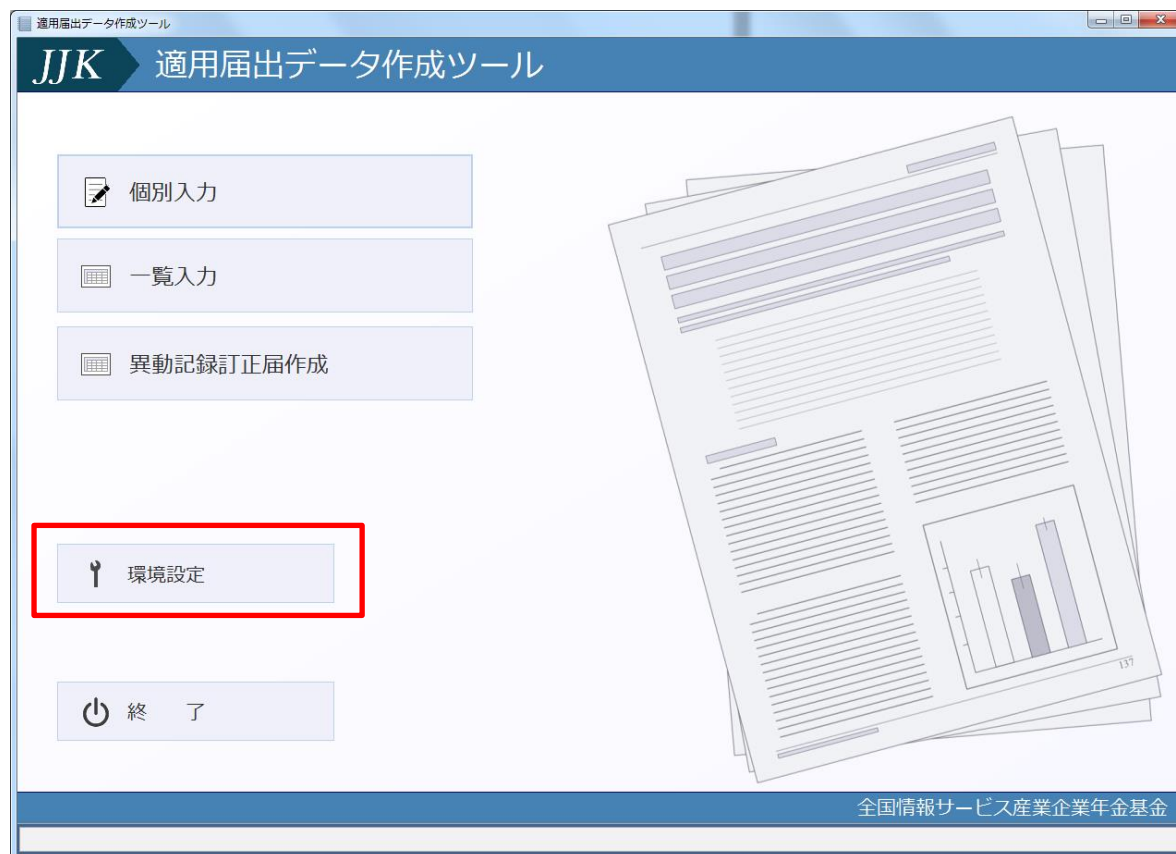 適用届出データ作成ツール
JJK 適用届出データ作成ツール
個別入力
一覧入力
異動記録訂正届作成
環境設定
終　了
137
全国情報サービス産業企業年金基金